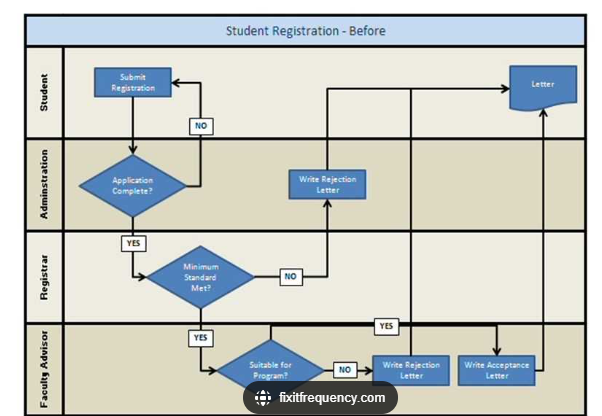 Student Registration - Before
Student
Submit
Registration
Letter
NO
Adminstration
Application
Complete?
Write Rejection
Letter
YES
Registrar
Minimum
Standard
Met?
NO
YES
YES
Faculty Advisor
Suitable for
Program?
NO
Write Rejection
Letter
Write Acceptance
Letter
fixitfrequency.com